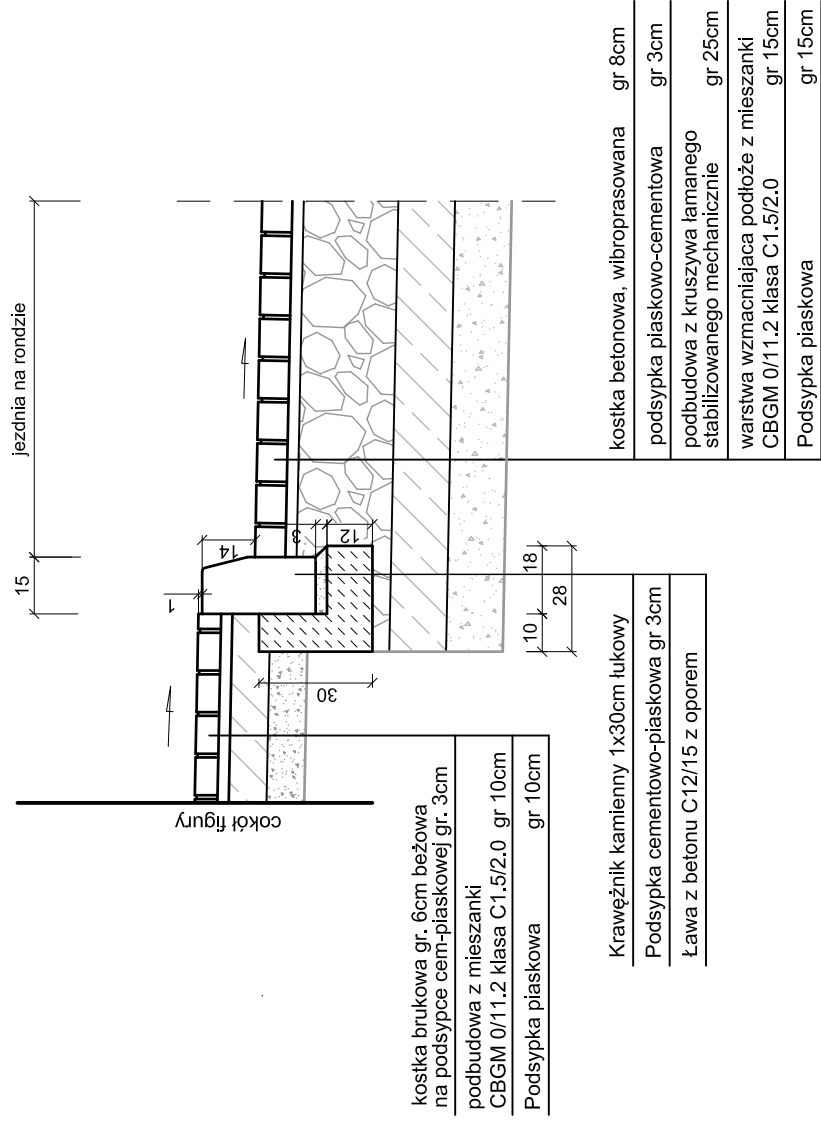 jezdnia na rondzie
15
1
14
3
12
30
10
18
28
cokół figury
kostka brukowa gr. 6cm beżowa
na podsypce cem-piaskowej gr. 3cm
podbudowa z mieszanki
CBGM 0/11.2 klasa C1.5/2.0 gr 10cm
Podsypka piaskowa gr 10cm
Krawężnik kamienny 1x30cm łukowy
Podsypka cementowo-piaskowa gr 3cm
Ława z betonu C12/15 z oporem
kostka betonowa, wibroprasowana gr 8cm
podsypka piaskowo-cementowa gr 3cm
podbudowa z kruszywa łamanego
stabilizowanego mechanicznie gr 25cm
warstwa wzmacniajaca podłoże z mieszanki
CBGM 0/11.2 klasa C1.5/2.0 gr 15cm
Podsypka piaskowa gr 15cm